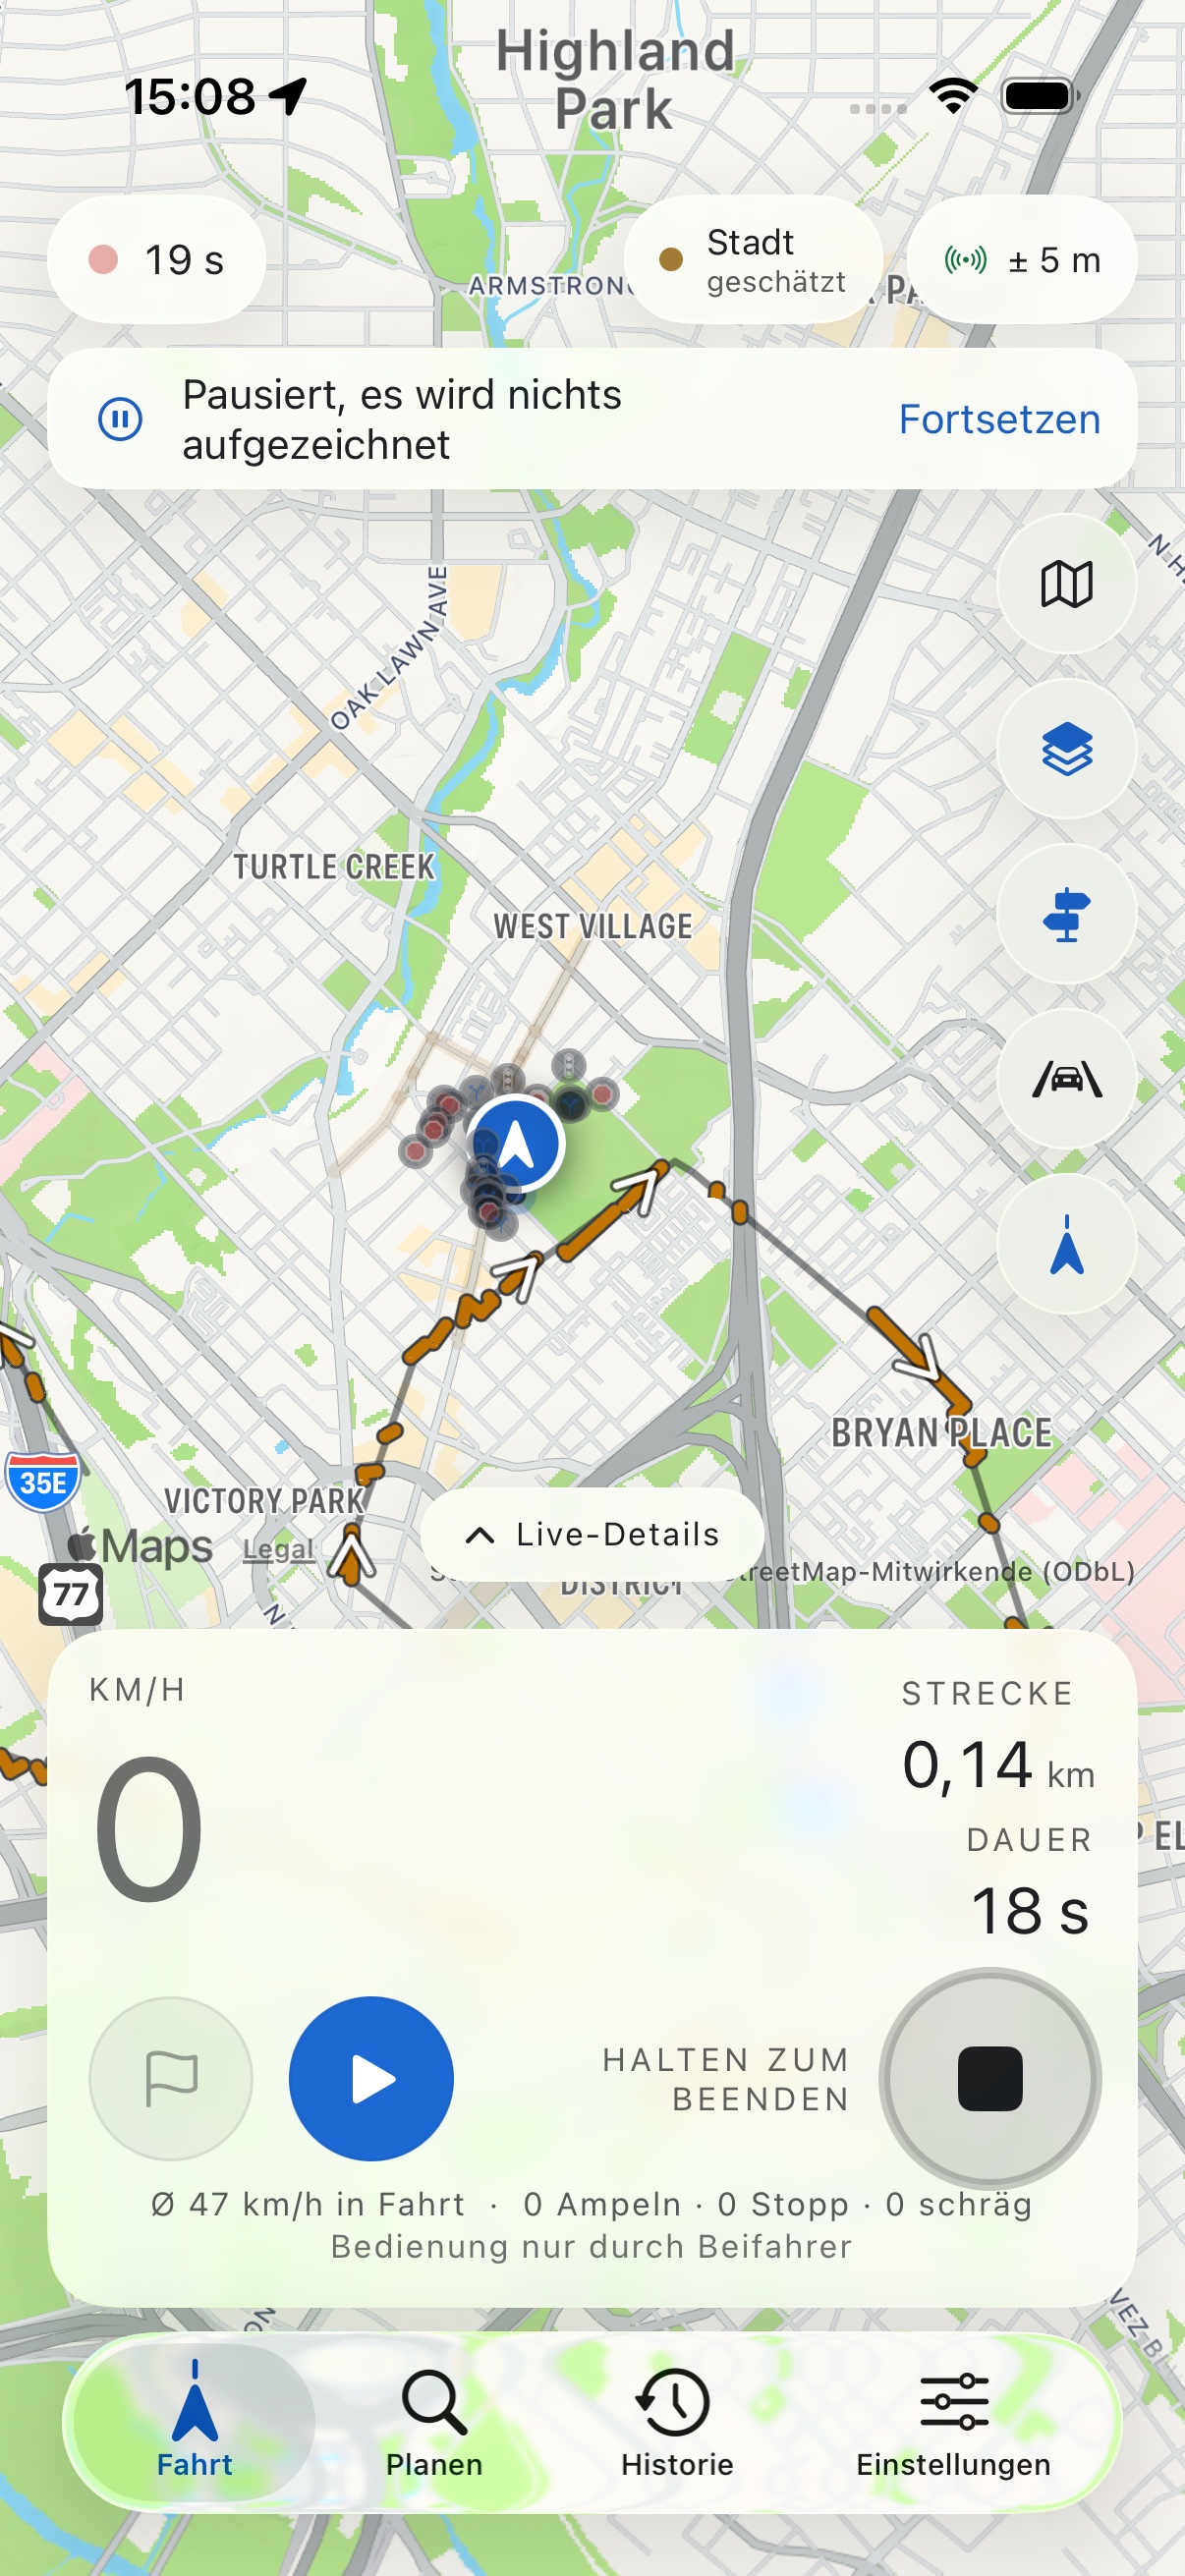 Highland
Park
15:08
19 s
Stadt
geschätzt
± 5 m
Pausiert, es wird nichts
aufgezeichnet
Fortsetzen
OAK LAWN AVE
TURTLE CREEK
WEST VILLAGE
BRYAN PLACE
35E
VICTORY PARK
Maps
Legal
Live-Details
77
DISTRICT
treetMap-Mitwirkende (ODbL)
KM/H
0
STRECKE
0,14 km
DAUER
18 s
HALTEN ZUM
BEENDEN
Ø 47 km/h in Fahrt · 0 Ampeln · 0 Stopp · 0 schräg
Bedienung nur durch Beifahrer
Fahrt
Planen
Historie
Einstellungen